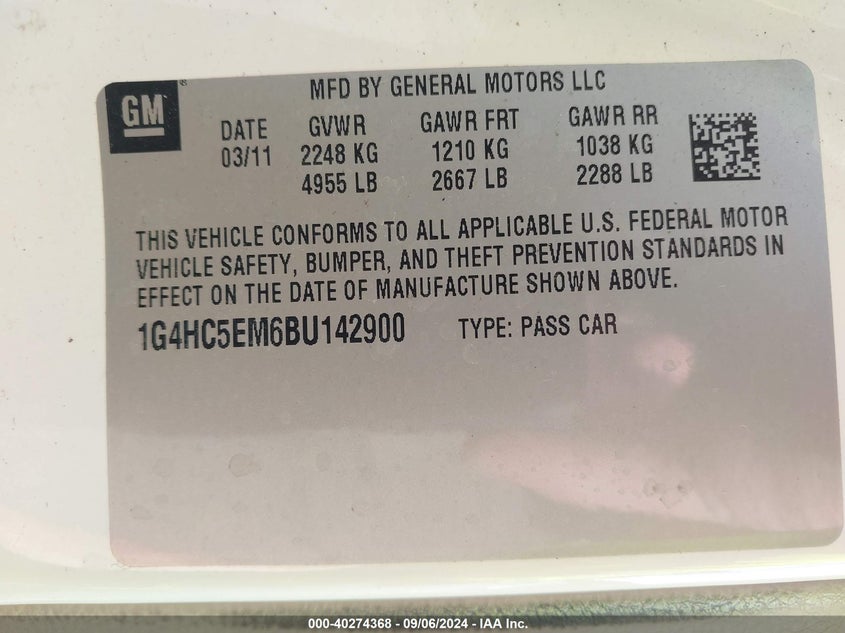 MFD BY GENERAL MOTORS LLC
GM®
DATE GVWR GAWR FRT GAWR RR
03/11 2248 KG 1210 KG 1038 KG
4955 LB 2667 LB 2288 LB
THIS VEHICLE CONFORMS TO ALL APPLICABLE U.S. FEDERAL MOTOR
VEHICLE SAFETY, BUMPER, AND THEFT PREVENTION STANDARDS IN
EFFECT ON THE DATE OF MANUFACTURE SHOWN ABOVE.
1G4HC5EM6BU142900 TYPE: PASS CAR
000-40274368 - 09/06/2024 - IAA Inc.